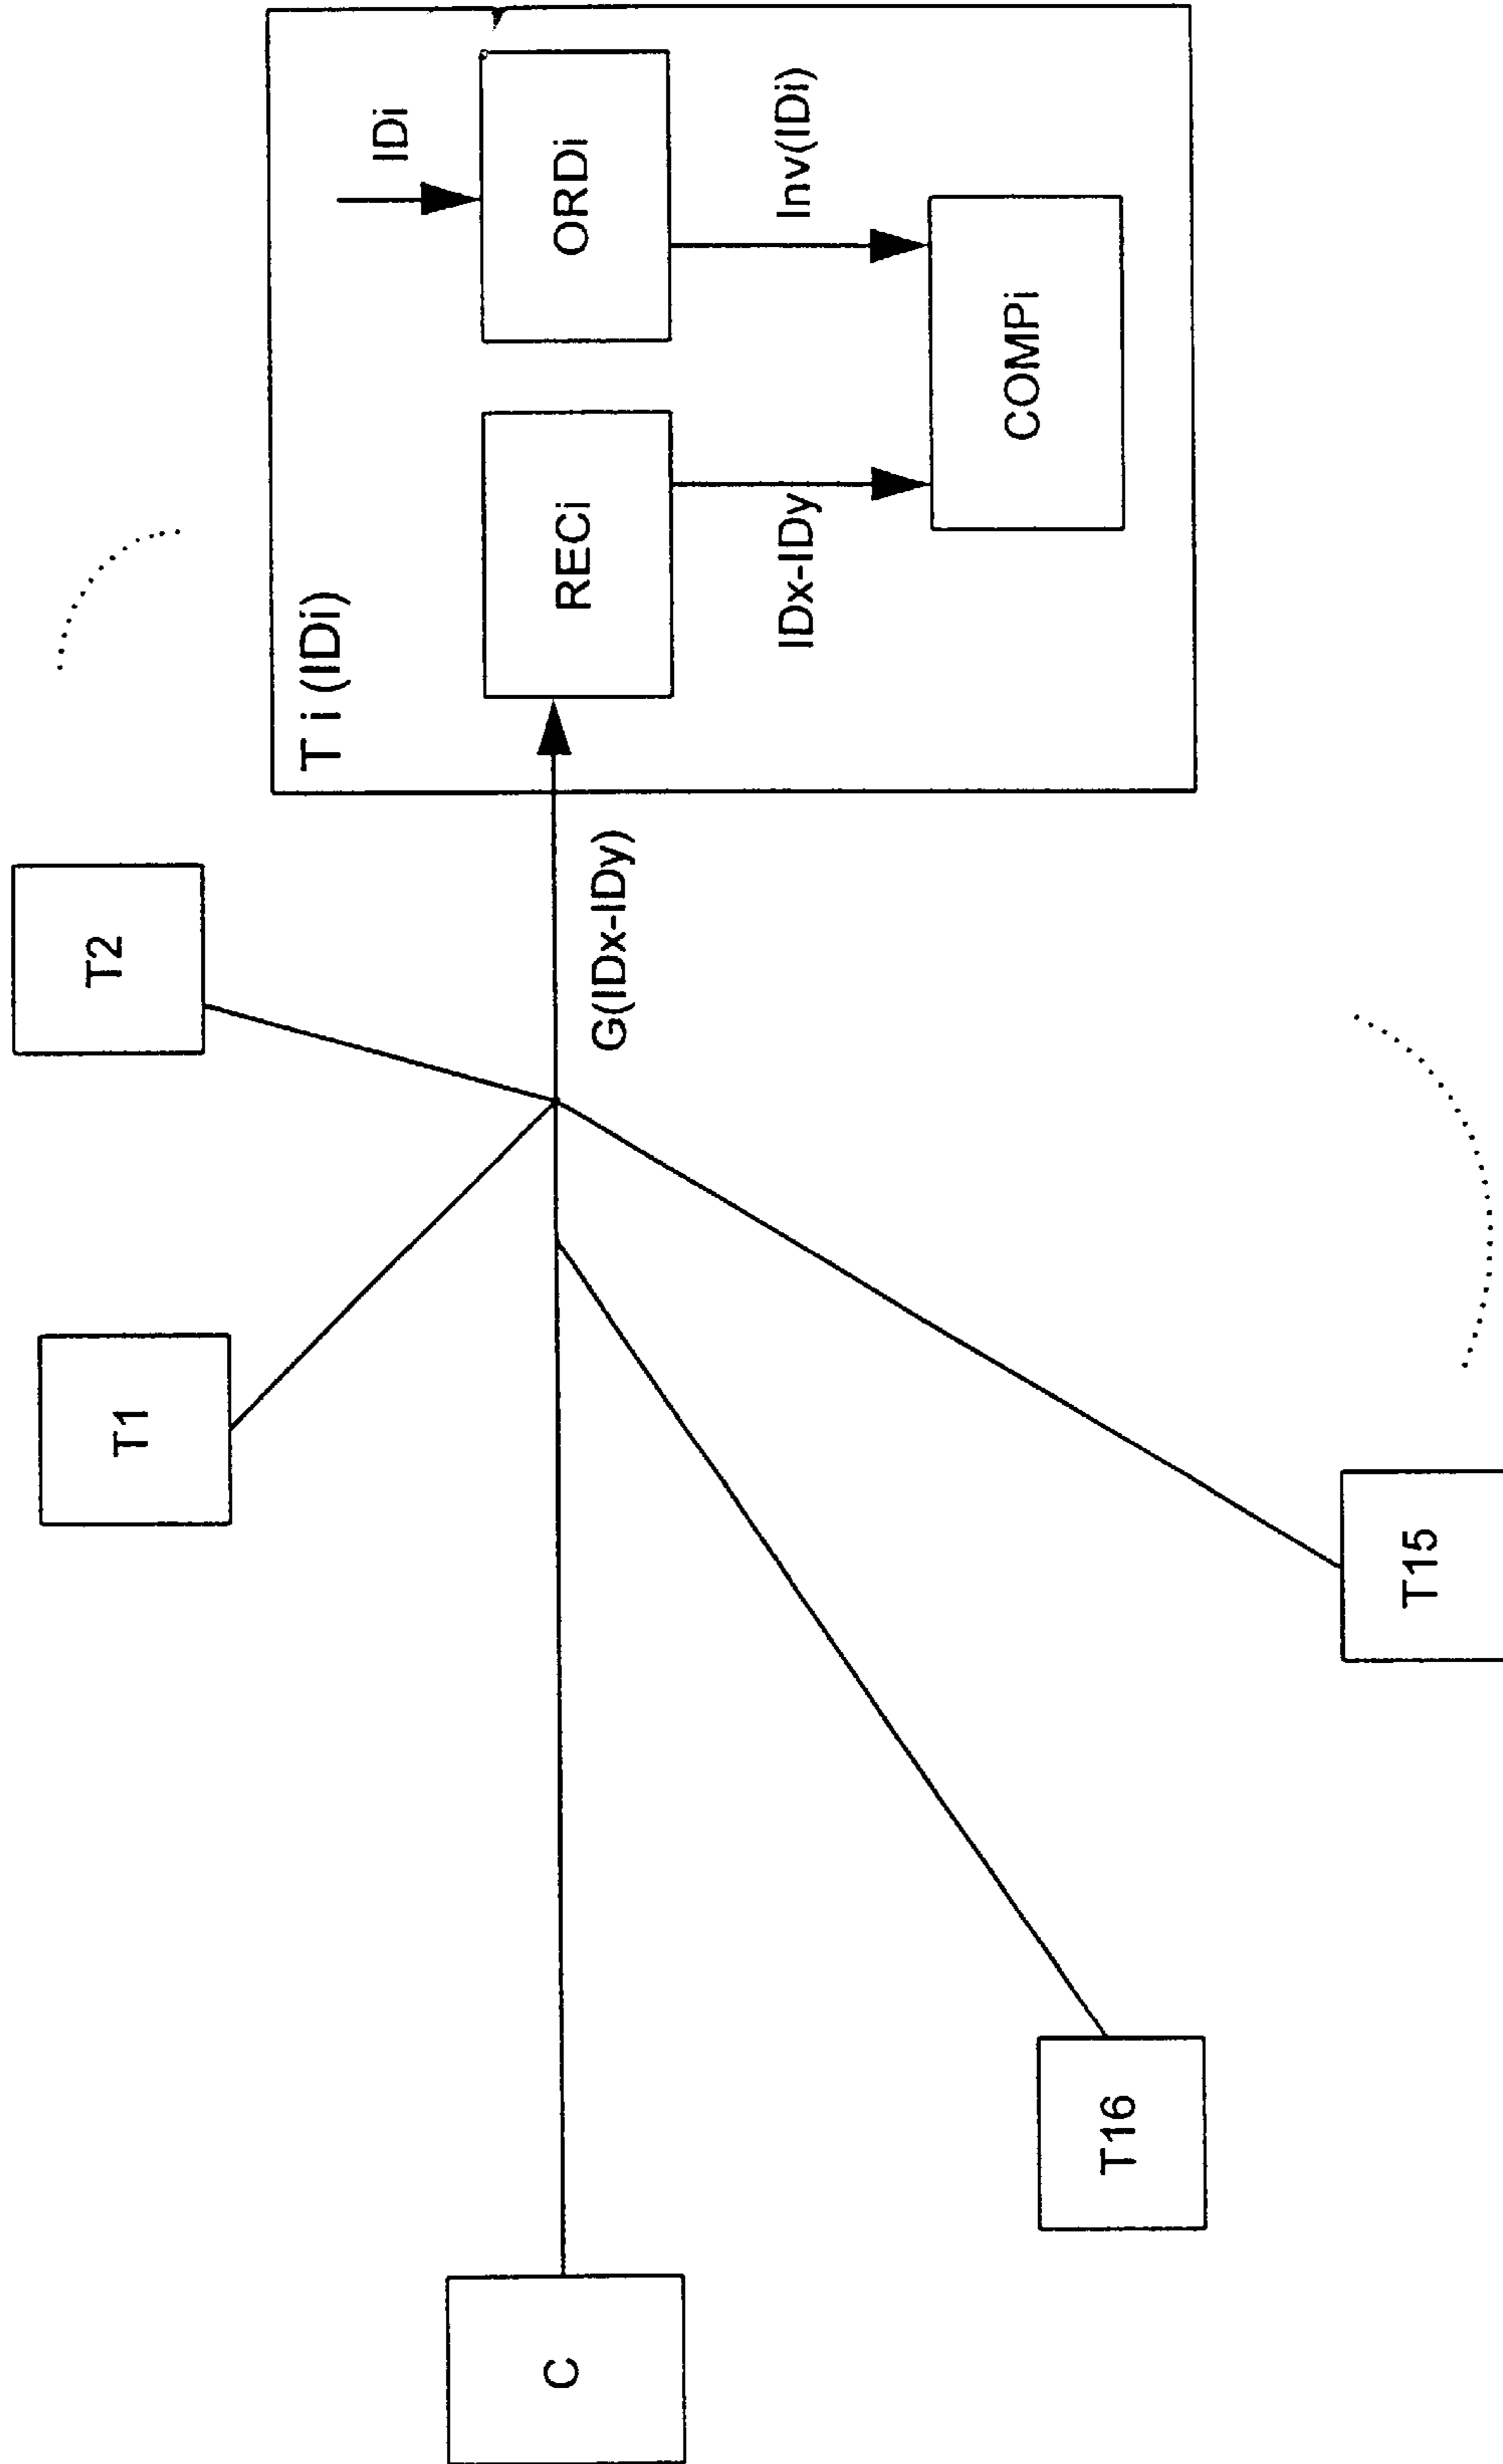 T1
T2
T i (IDi)
IDi
RECi
ORDi
G(IDx-IDy)
IDx-IDy
Inv(IDi)
COMPi
C
T16
T15